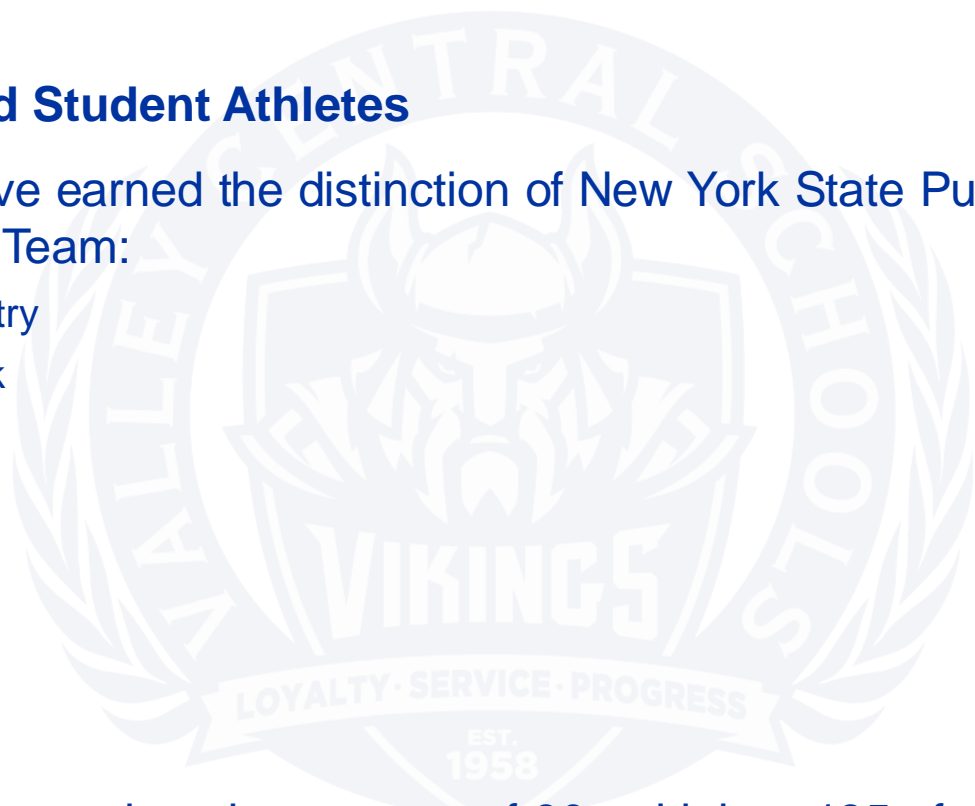 d Student Athletes
ve earned the distinction of New York State Pu
Team:
try
k
VALLEY CENTRAL SCHOOLS
VIKINGS
LOYALTY · SERVICE · PROGRESS
EST.
1958